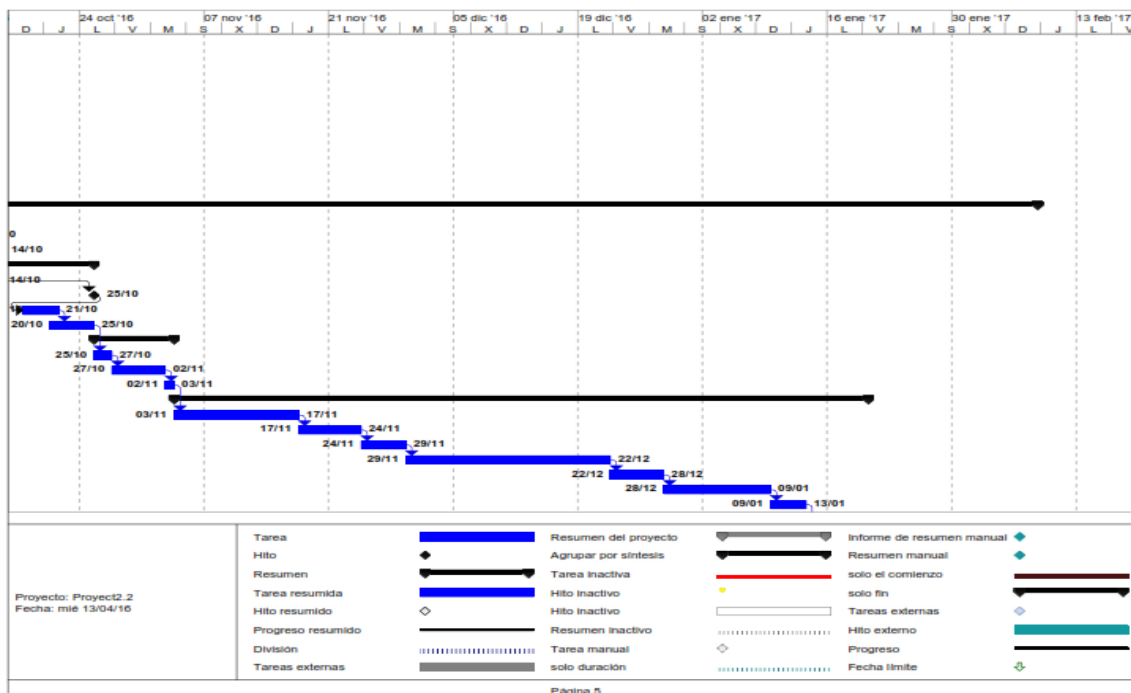 24 oct '16 07 nov '16 21 nov '16 05 dic '16 19 dic '16 02 ene '17 16 ene '17 30 ene '17 13 feb '17
D J L V M S X D J L V M S X D J L V M S X D J L V M S X D J L V
0
14/10
14/10
25/10
21/10
20/10 25/10
25/10 27/10
27/10 02/11
02/11 03/11
03/11 17/11
17/11 24/11
24/11 29/11
29/11 22/12
22/12 28/12
28/12 09/01
09/01 13/01
Proyecto: Proyect2.2
Fecha: mié 13/04/16
Tarea Resumen del proyecto Informe de resumen manual
Hito Agrupar por síntesis Resumen manual
Resumen Tarea inactiva solo el comienzo
Tarea resumida Hito inactivo solo fin
Hito resumido Hito inactivo Tareas externas
Progreso resumido Resumen inactivo Hito externo
División Tarea manual Progreso
Tareas externas solo duración Fecha límite
Página 5